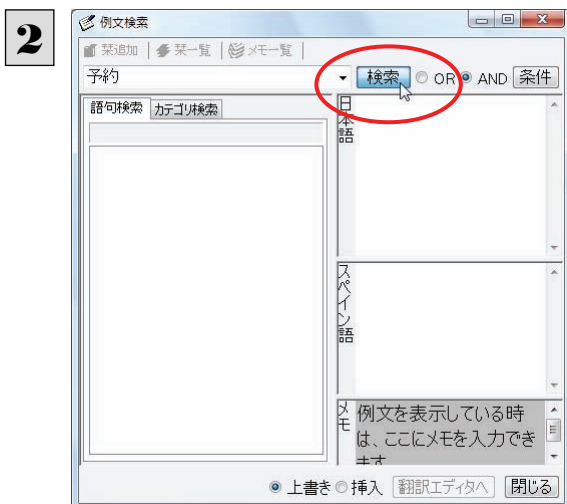 2
例文検索
栞追加 栞一覧 メモ一覧
予約 検索 OR AND 条件
語句検索 カテゴリ検索
日本語
スペイン語
メモ
例文を表示している時
は、ここにメモを入力でき
ます
上書き 挿入 翻訳エディタへ 閉じる